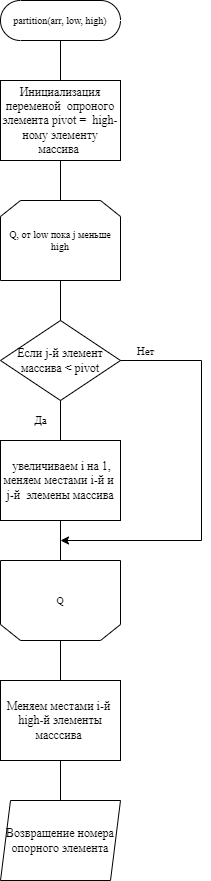 partition(arr, low, high)
Инициализация
переменой опроного
элемента pivot = high-
ному элементу
массива
Q, от low пока j меньше
high
Если j-й элемент
массива < pivot
Нет
Да
увеличиваем i на 1,
меняем местами i-й и
j-й элемены массива
Q
Меняем местами i-й
high-й элементы
масссива
Возвращение номера
опорного элемента